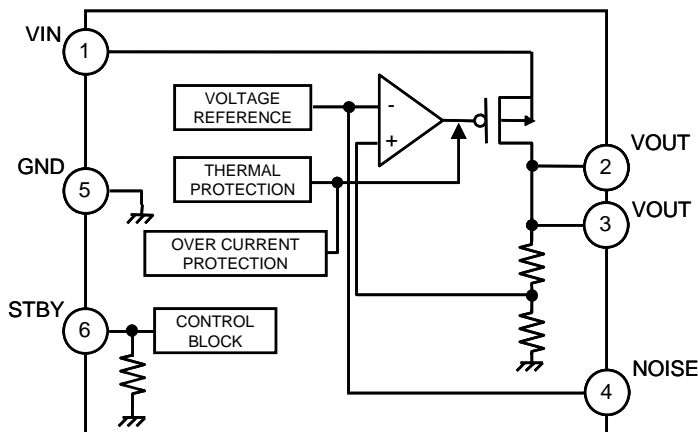 VIN
1
VOLTAGE
REFERENCE
-
+
VOUT
2
GND
5
THERMAL
PROTECTION
VOUT
3
OVER CURRENT
PROTECTION
STBY
6
CONTROL
BLOCK
NOISE
4